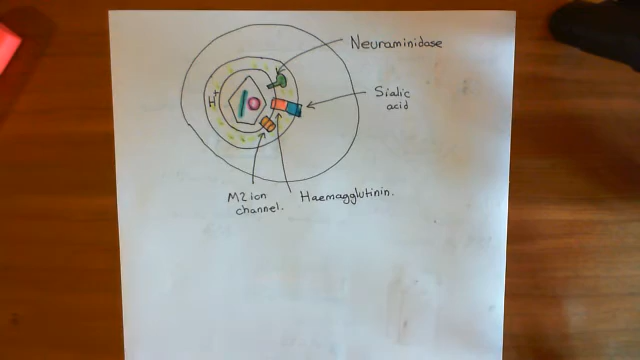 Neuraminidase
Sialic
acid
H+
M2 ion
channel.
Haemagglutinin.